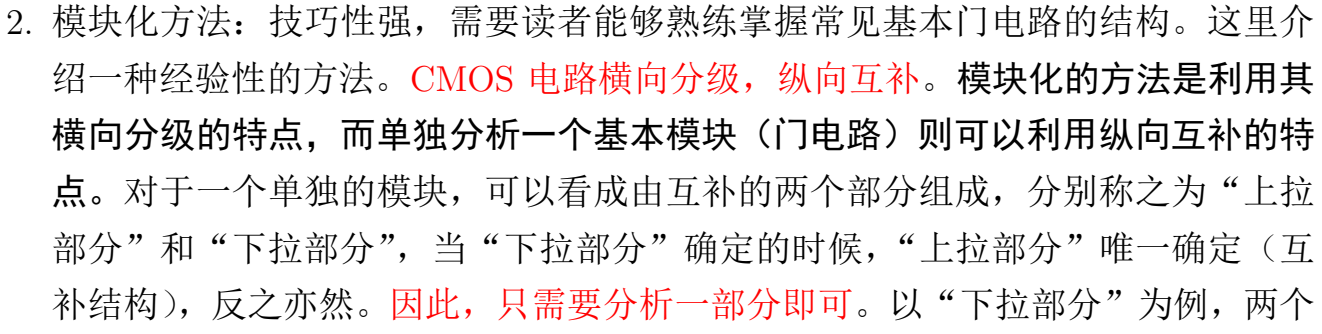 2. 模块化方法：技巧性强，需要读者能够熟练掌握常见基本门电路的结构。这里介
绍一种经验性的方法。CMOS 电路横向分级，纵向互补。模块化的方法是利用其
横向分级的特点，而单独分析一个基本模块（门电路）则可以利用纵向互补的特
点。对于一个单独的模块，可以看成由互补的两个部分组成，分别称之为“上拉
部分”和“下拉部分”，当“下拉部分”确定的时候，“上拉部分”唯一确定（互
补结构），反之亦然。因此，只需要分析一部分即可。以“下拉部分”为例，两个